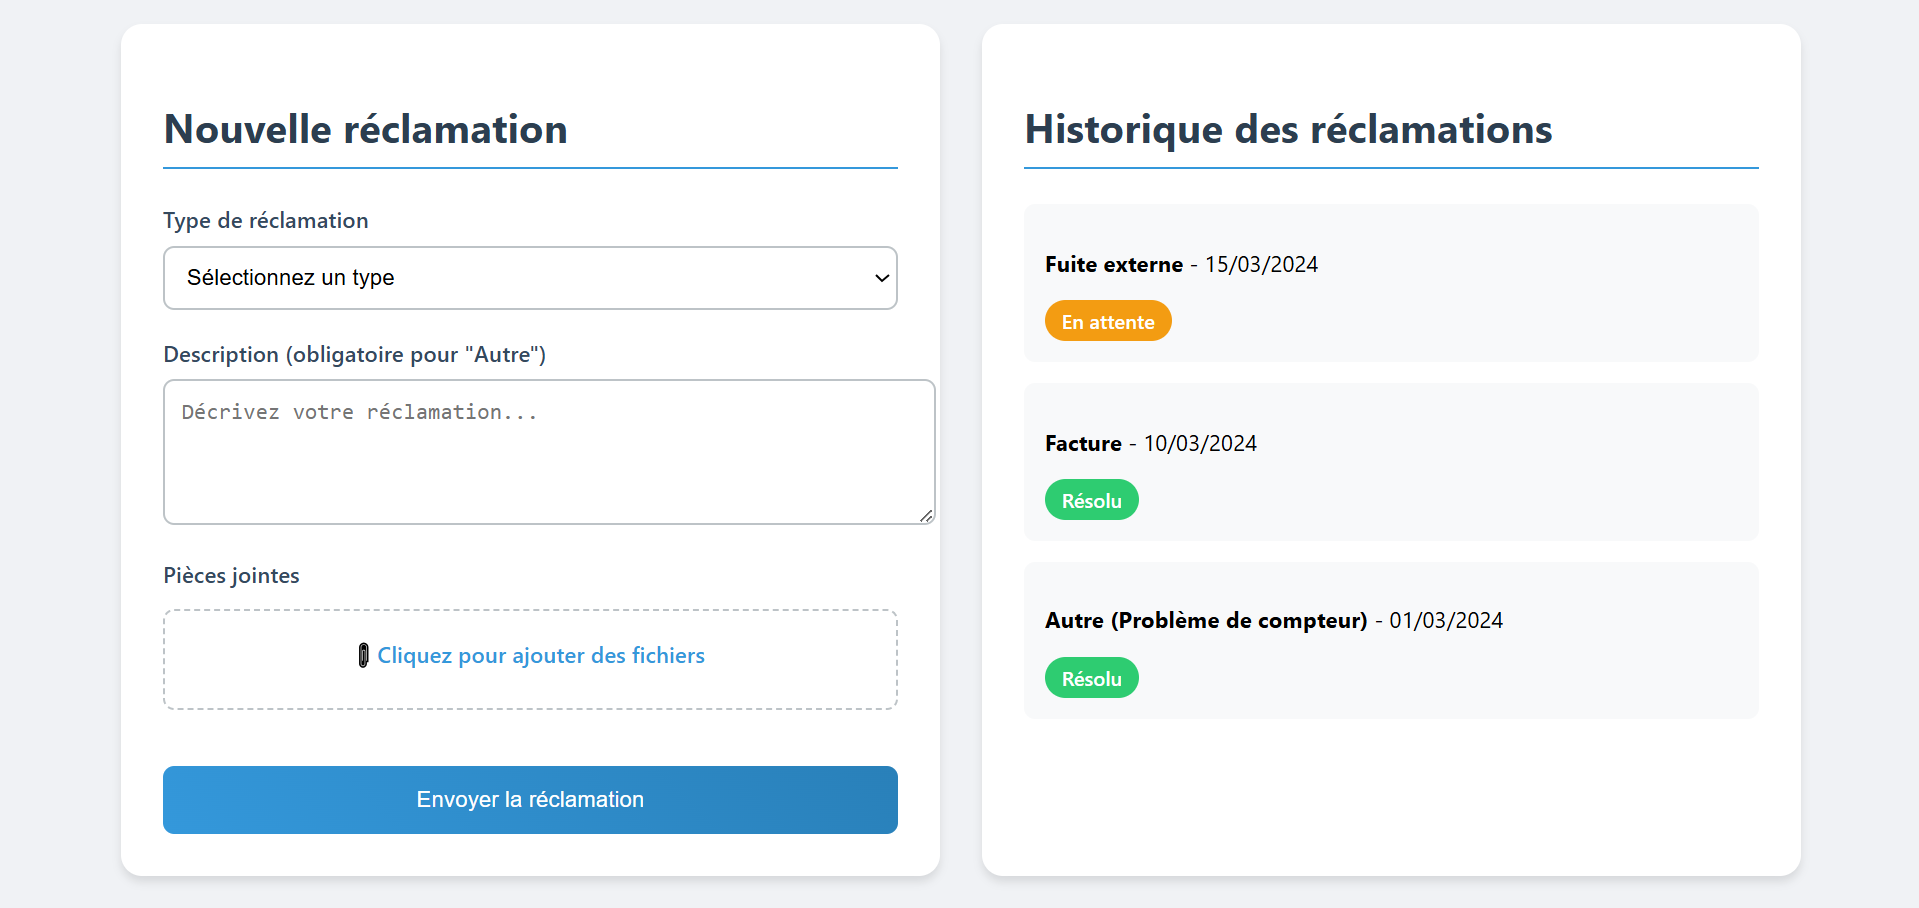 Nouvelle réclamation
Type de réclamation
Sélectionnez un type
Description (obligatoire pour "Autre")
Décrivez votre réclamation...
Pièces jointes
Cliquez pour ajouter des fichiers
Envoyer la réclamation
Historique des réclamations
Fuite externe - 15/03/2024
En attente
Facture - 10/03/2024
Résolu
Autre (Problème de compteur) - 01/03/2024
Résolu